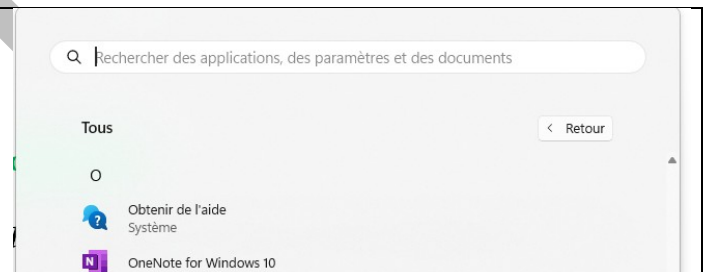 Rechercher des applications, des paramètres et des documents
Tous
Retour
O
Obtenir de l'aide
Système
OneNote for Windows 10